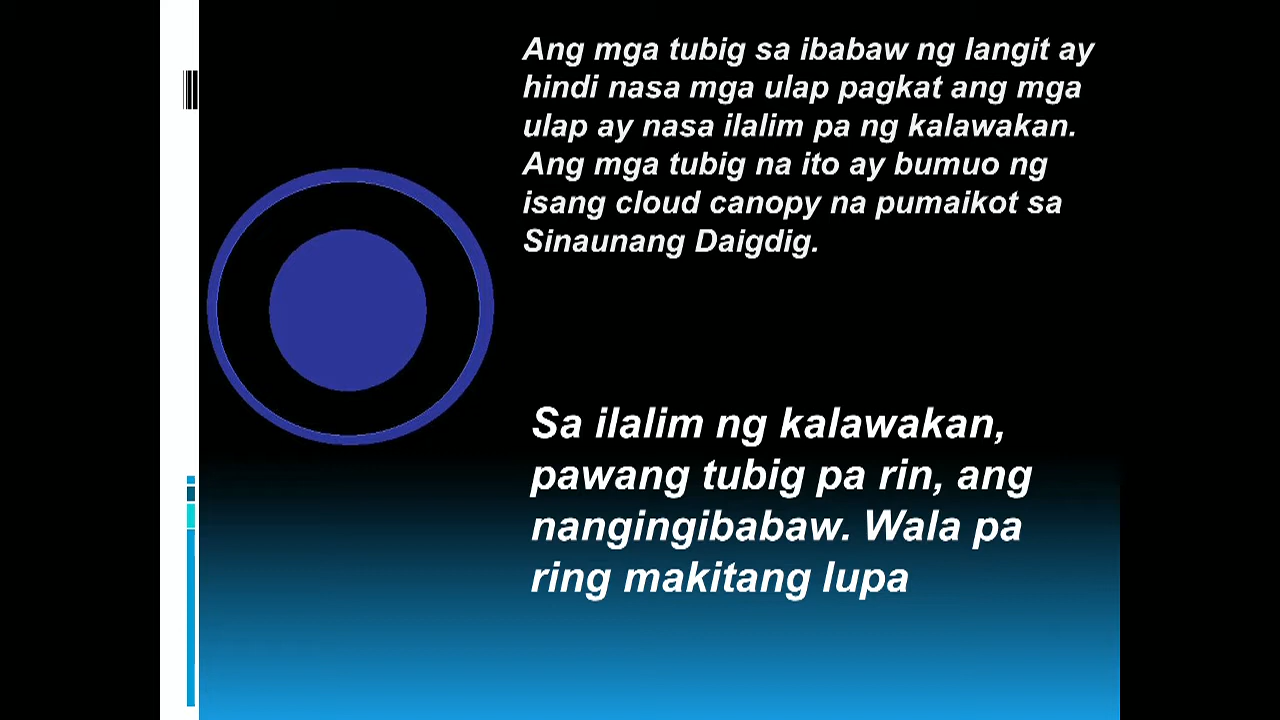 Ang mga tubig sa ibabaw ng langit ay
hindi nasa mga ulap pagkat ang mga
ulap ay nasa ilalim pa ng kalawakan.
Ang mga tubig na ito ay bumuo ng
isang cloud canopy na pumaikot sa
Sinaunang Daigdig.
Sa ilalim ng kalawakan,
pawang tubig pa rin, ang
nangingibabaw. Wala pa
ring makitang lupa